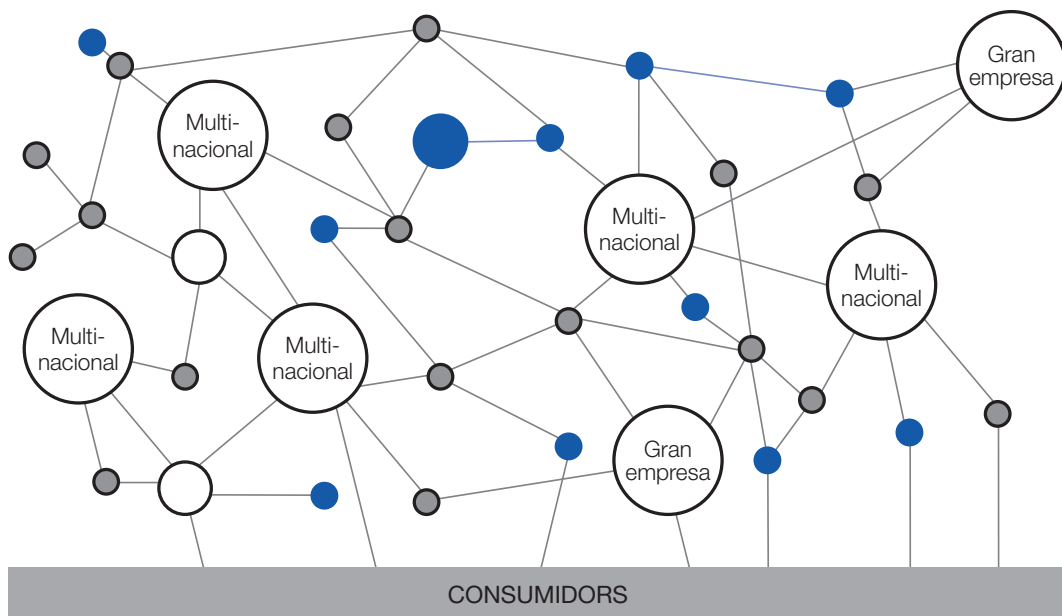 Gran
empresa
Multi-
nacional
Multi-
nacional
Multi-
nacional
Multi-
nacional
Multi-
nacional
Gran
empresa
CONSUMIDORS